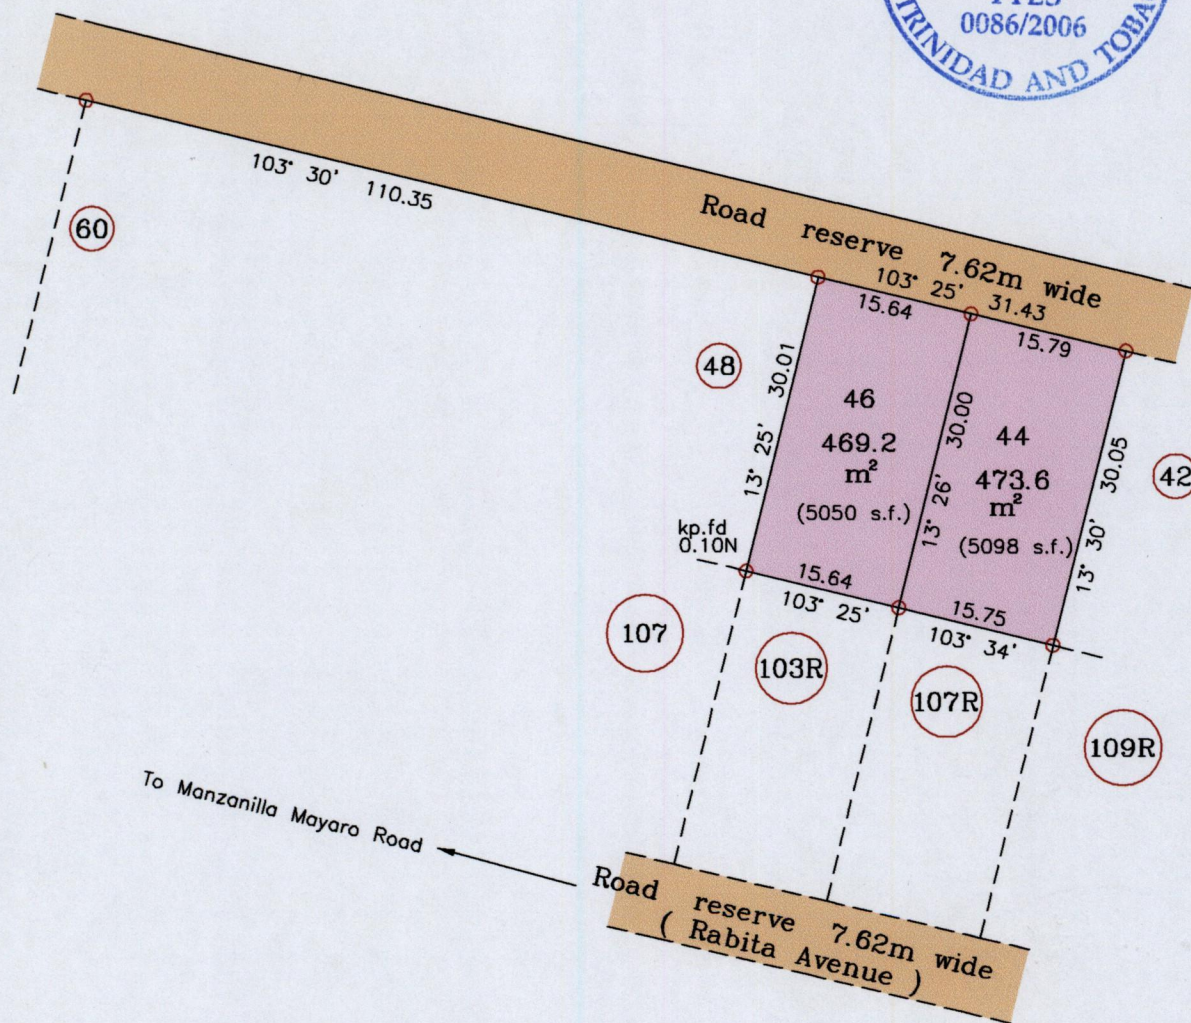 0086/2006
TRINIDAD AND TOBA
103° 30' 110.35
60
Road reserve 7.62m wide
103° 25' 31.43
15.64
15.79
48
30.01
13° 25'
46
469.2
m²
(5050 s.f.)
30.00
13° 26'
44
473.6
m²
(5098 s.f.)
30.05
13° 30'
42
kp.fd
0.10N
15.64
103° 25'
15.75
103° 34'
107
103R
107R
109R
To Manzanilla Mayaro Road
Road reserve 7.62m wide
( Rabita Avenue )